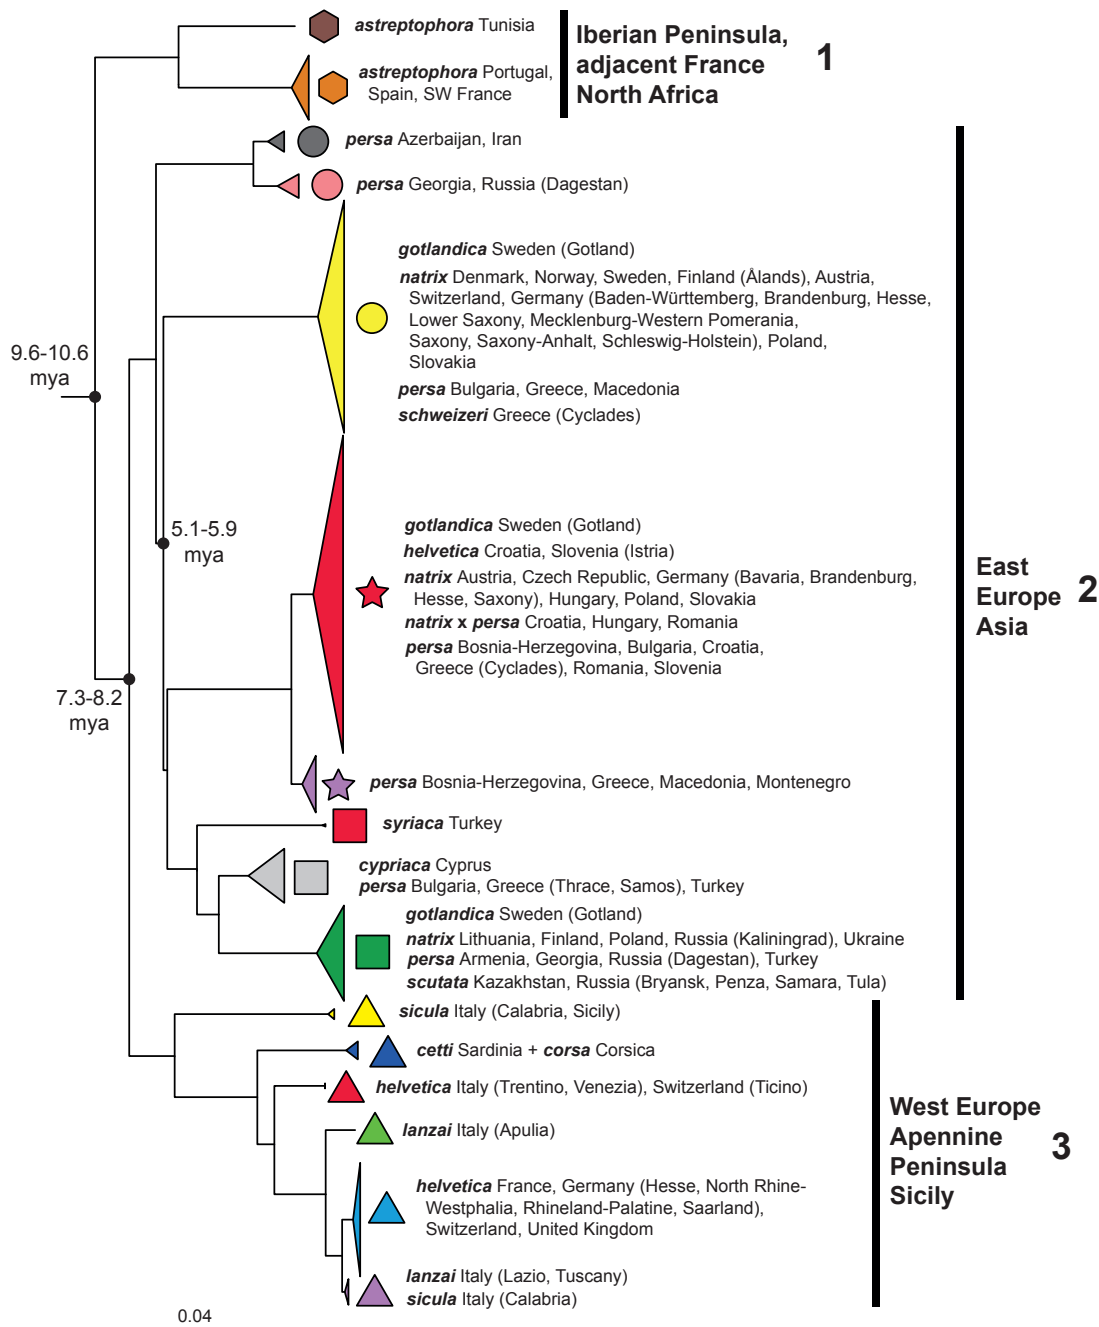 astreptophora Tunisia
astreptophora Portugal,
Spain, SW France
Iberian Peninsula,
adjacent France
North Africa
1
persa Azerbaijan, Iran
persa Georgia, Russia (Dagestan)
gotlandica Sweden (Gotland)
natrix Denmark, Norway, Sweden, Finland (Ålands), Austria,
Switzerland, Germany (Baden-Württemberg, Brandenburg, Hesse,
Lower Saxony, Mecklenburg-Western Pomerania,
Saxony, Saxony-Anhalt, Schleswig-Holstein), Poland,
Slovakia
persa Bulgaria, Greece, Macedonia
schweizeri Greece (Cyclades)
9.6-10.6
mya
5.1-5.9
mya
gotlandica Sweden (Gotland)
helvetica Croatia, Slovenia (Istria)
natrix Austria, Czech Republic, Germany (Bavaria, Brandenburg,
Hesse, Saxony), Hungary, Poland, Slovakia
natrix x persa Croatia, Hungary, Romania
persa Bosnia-Herzegovina, Bulgaria, Croatia,
Greece (Cyclades), Romania, Slovenia
East
Europe
Asia
2
7.3-8.2
mya
persa Bosnia-Herzegovina, Greece, Macedonia, Montenegro
syriaca Turkey
cypriaca Cyprus
persa Bulgaria, Greece (Thrace, Samos), Turkey
gotlandica Sweden (Gotland)
natrix Lithuania, Finland, Poland, Russia (Kaliningrad), Ukraine
persa Armenia, Georgia, Russia (Dagestan), Turkey
scutata Kazakhstan, Russia (Bryansk, Penza, Samara, Tula)
sicula Italy (Calabria, Sicily)
cetti Sardinia + corsa Corsica
helvetica Italy (Trentino, Venezia), Switzerland (Ticino)
lanzai Italy (Apulia)
helvetica France, Germany (Hesse, North Rhine-
Westphalia, Rhineland-Palatine, Saarland),
Switzerland, United Kingdom
lanzai Italy (Lazio, Tuscany)
sicula Italy (Calabria)
West Europe
Apennine
Peninsula
Sicily
3
0.04